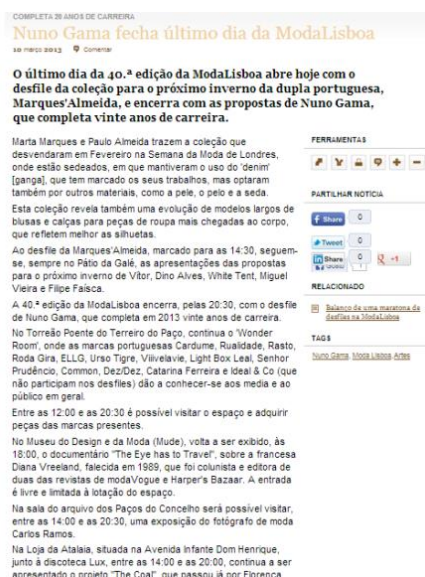 COMPLETA 20 ANOS DE CARREIRA
Nuno Gama fecha último dia da ModaLisboa
10 março 2013 Comentar
O último dia da 40.ª edição da ModaLisboa abre hoje com o
desfile da coleção para o próximo inverno da dupla portuguesa,
Marques'Almeida, e encerra com as propostas de Nuno Gama,
que completa vinte anos de carreira.
Marta Marques e Paulo Almeida trazem a coleção que
desvendaram em Fevereiro na Semana da Moda de Londres,
onde estão sedeados, em que mantiveram o uso do 'denim'
[ganga], que tem marcado os seus trabalhos, mas optaram
também por outros materiais, como a pele, o pelo e a seda.
Esta coleção revela também uma evolução de modelos largos de
blusas e calças para peças de roupa mais chegadas ao corpo,
que refletem melhor as silhuetas.
Ao desfile da Marques'Almeida, marcado para as 14:30, seguem-
se, sempre no Pátio da Galé, as apresentações das propostas
para o próximo inverno de Vítor, Dino Alves, White Tent, Miguel
Vieira e Filipe Faísca.
A 40.ª edição da ModaLisboa encerra, pelas 20:30, com o desfile
de Nuno Gama, que completa em 2013 vinte anos de carreira.
No Torreão Poente do Terreiro do Paço, continua o 'Wonder
Room', onde as marcas portuguesas Cardume, Rualidade, Rasto,
Roda Gira, ELLG, Urso Tigre, Viiivelavie, Light Box Leal, Senhor
Prudêncio, Common, Dez/Dez, Catarina Ferreira e Ideal & Co (que
não participam nos desfiles) dão a conhecer-se aos media e ao
público em geral.
Entre as 12:00 e as 20:30 é possível visitar o espaço e adquirir
peças das marcas presentes.
No Museu do Design e da Moda (Mude), volta a ser exibido, às
18:00, o documentário "The Eye has to Travel", sobre a francesa
Diana Vreeland, falecida em 1989, que foi colunista e editora de
duas das revistas de modaVogue e Harper's Bazaar. A entrada
é livre e limitada à lotação do espaço.
Na sala do arquivo dos Paços do Concelho será possível visitar,
entre as 14:00 e as 20:30, uma exposição do fotógrafo de moda
Carlos Ramos.
Na Loja da Atalaia, situada na Avenida Infante Dom Henrique,
junto à discoteca Lux, entre as 14:00 e as 20:00, continua a ser
apresentado o projeto "The Coal", que passou já por Florença
FERRAMENTAS
PARTILHAR NOTICIA
Share 0
Tweet 0
Share 0 +1
1
RELACIONADO
Balanço de uma maratona de
desfiles na ModaLisboa
TAGS
Nuno Gama, Moda Lisboa, Artes